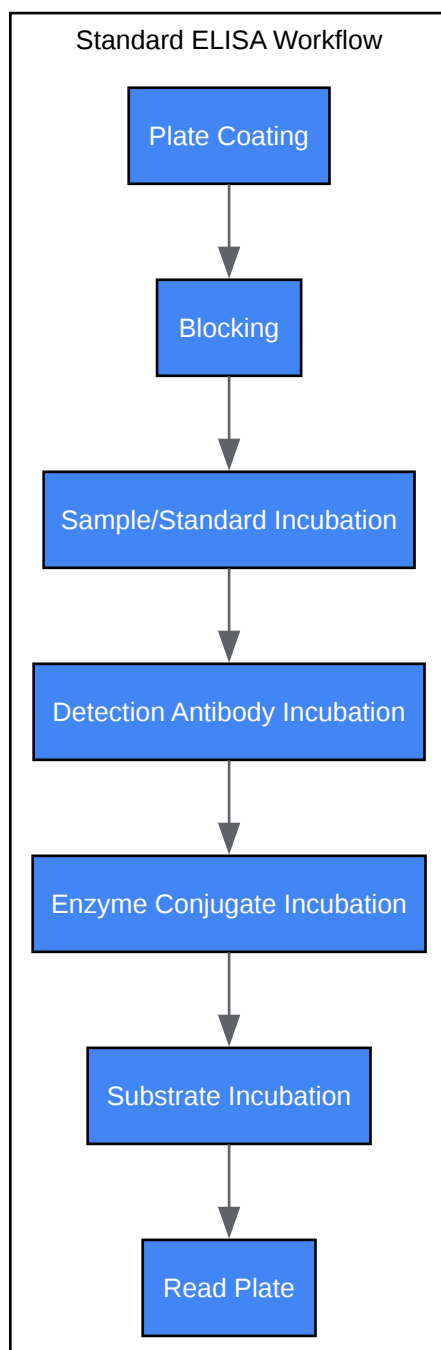 Standard ELISA Workflow
Plate Coating
Blocking
Sample/Standard Incubation
Detection Antibody Incubation
Enzyme Conjugate Incubation
Substrate Incubation
Read Plate